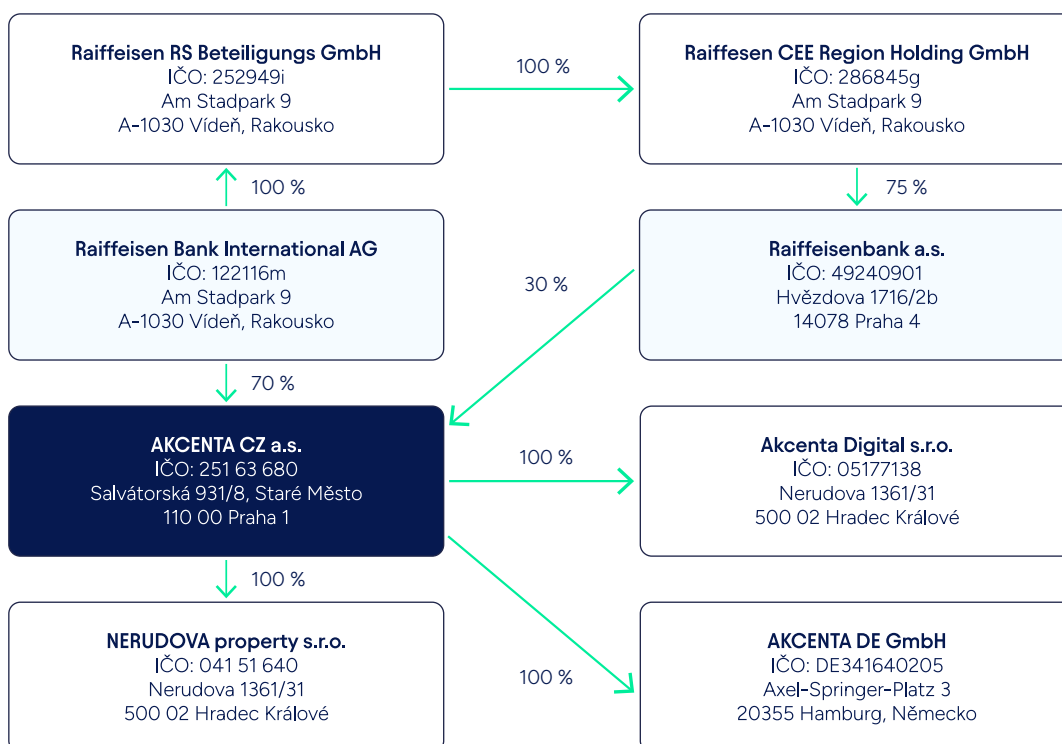 Raiffeisen RS Beteiligungs GmbH
IČO: 252949i
Am Stadpark 9
A-1030 Vídeň, Rakousko
100 %
Raiffesen CEE Region Holding GmbH
IČO: 286845g
Am Stadpark 9
A-1030 Vídeň, Rakousko
100 %
75 %
Raiffeisen Bank International AG
IČO: 122116m
Am Stadpark 9
A-1030 Vídeň, Rakousko
30 %
Raiffeisenbank a.s.
IČO: 49240901
Hvězdova 1716/2b
14078 Praha 4
70 %
AKCENTA CZ a.s.
IČO: 251 63 680
Salvátorská 931/8, Staré Město
110 00 Praha 1
100 %
Akcenta Digital s.r.o.
IČO: 05177138
Nerudova 1361/31
500 02 Hradec Králové
100 %
NERUDOVA property s.r.o.
IČO: 041 51 640
Nerudova 1361/31
500 02 Hradec Králové
100 %
AKCENTA DE GmbH
IČO: DE341640205
Axel-Springer-Platz 3
20355 Hamburg, Německo